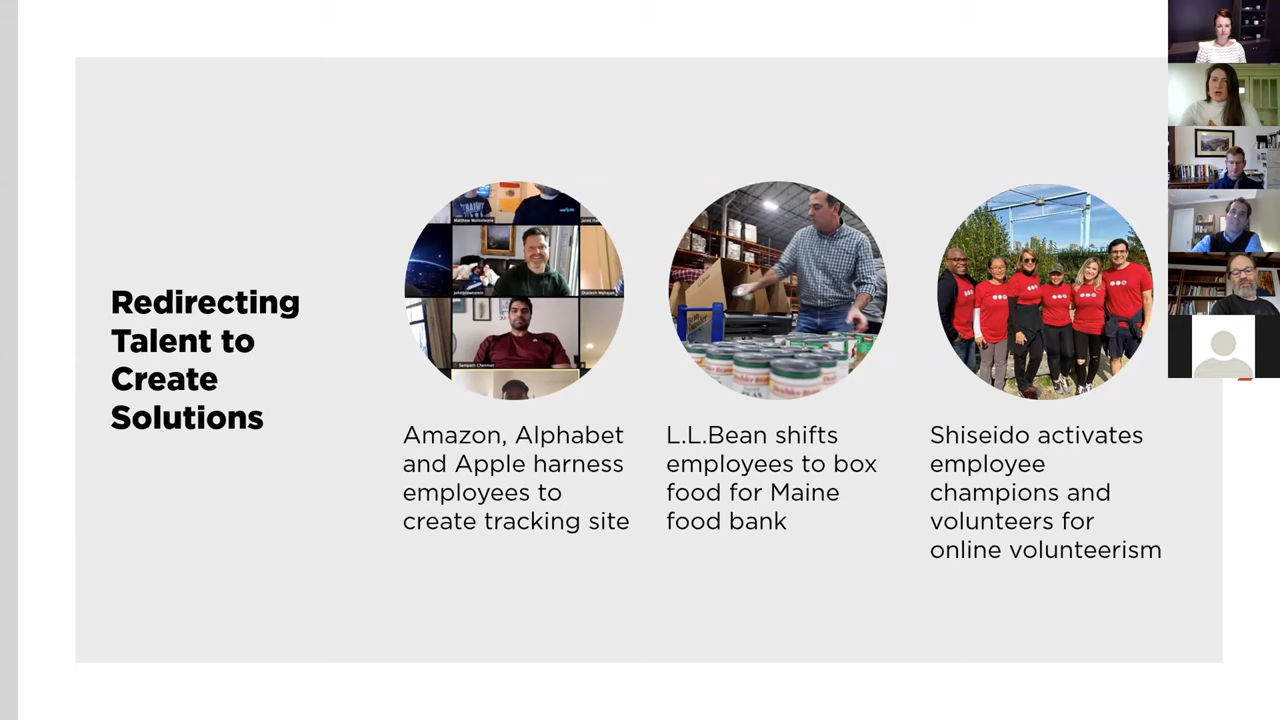 Redirecting
Talent to
Create
Solutions
Amazon, Alphabet
and Apple harness
employees to
create tracking site
L.L.Bean shifts
employees to box
food for Maine
food bank
Shiseido activates
employee
champions and
volunteers for
online volunteerism